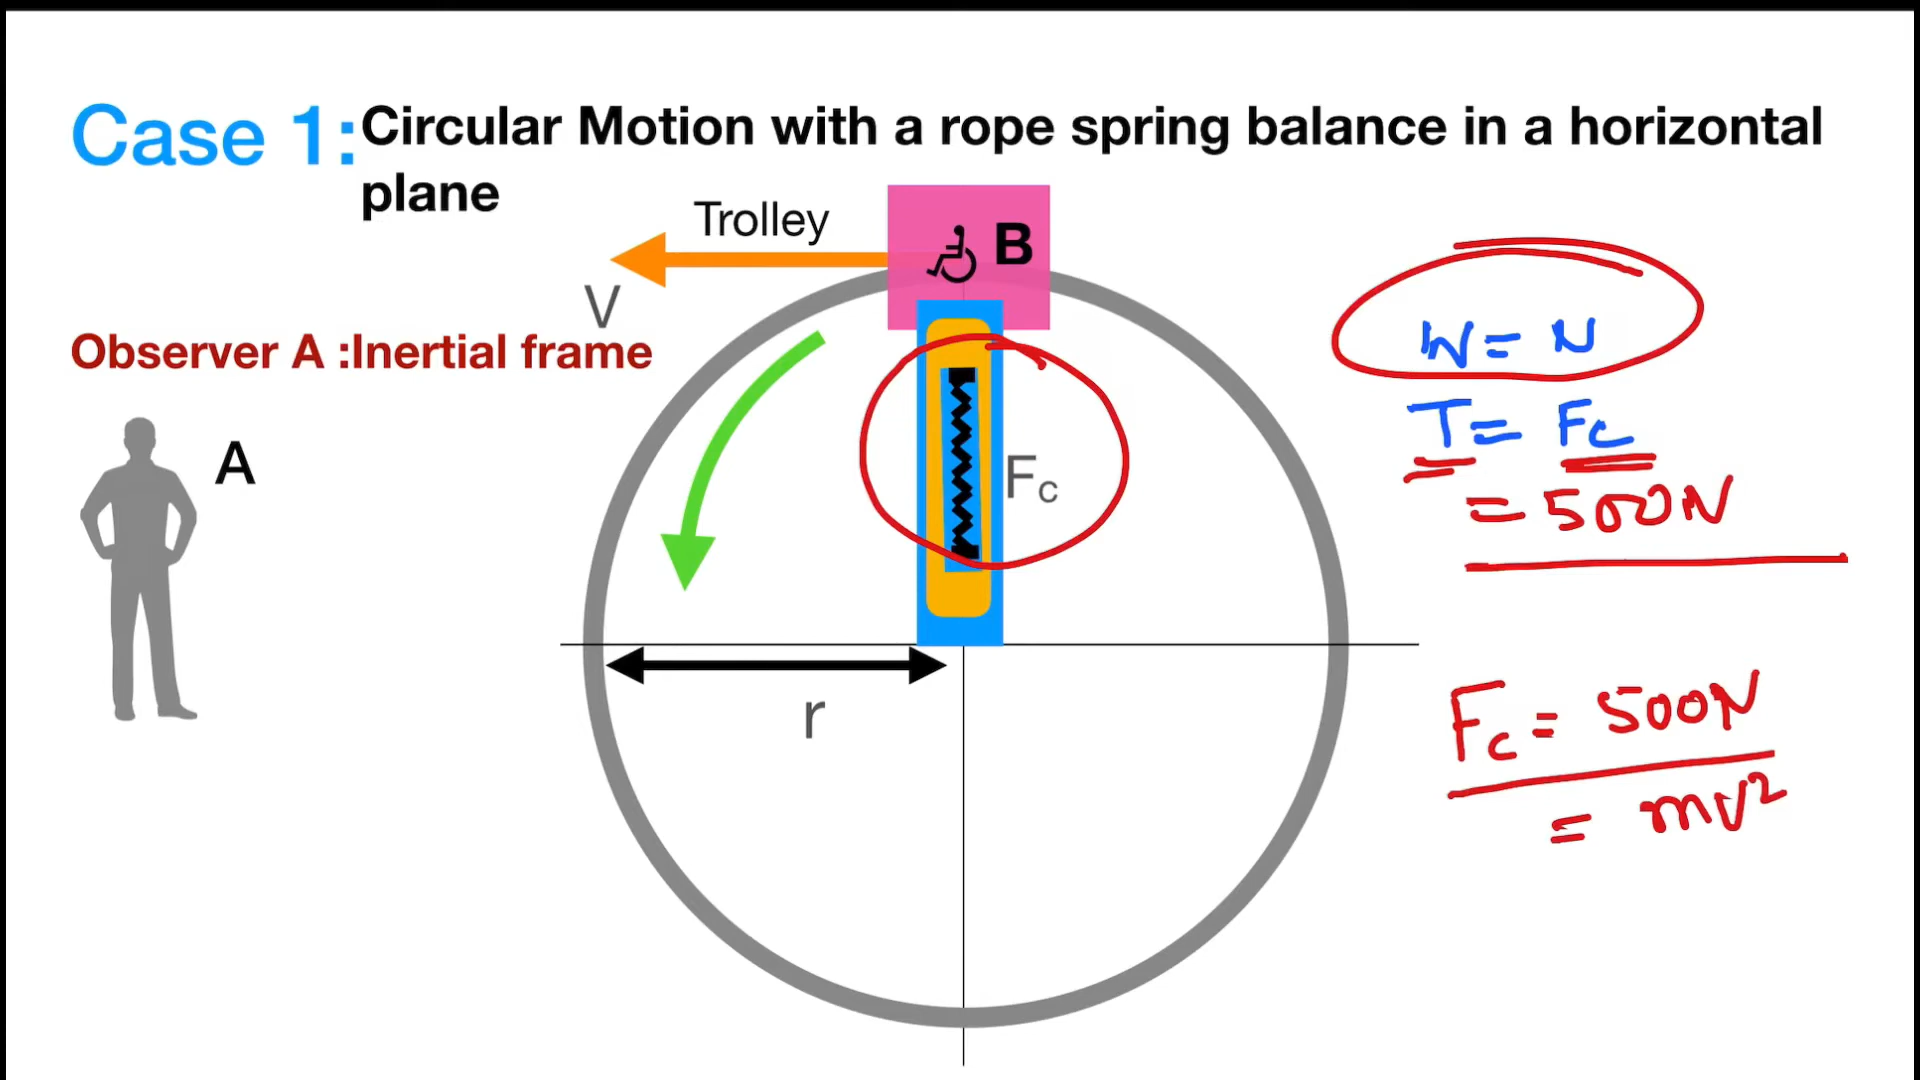 Case 1: Circular Motion with a rope spring balance in a horizontal
plane
Trolley
B
V
Observer A :Inertial frame
A
Fc
r
W = N
T = Fc
= 500N
Fc = 500N
= mv²